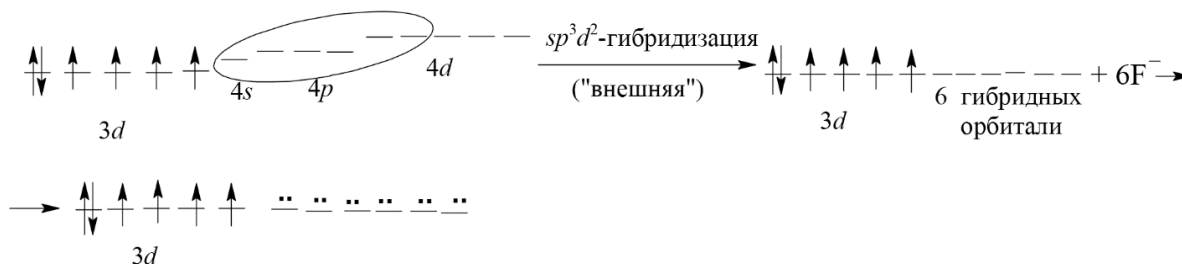 sp³d²-гибридизация
4d
4s 4p
("внешняя")
+ 6F⁻
3d
3d
6 гибридных
орбитали
3d